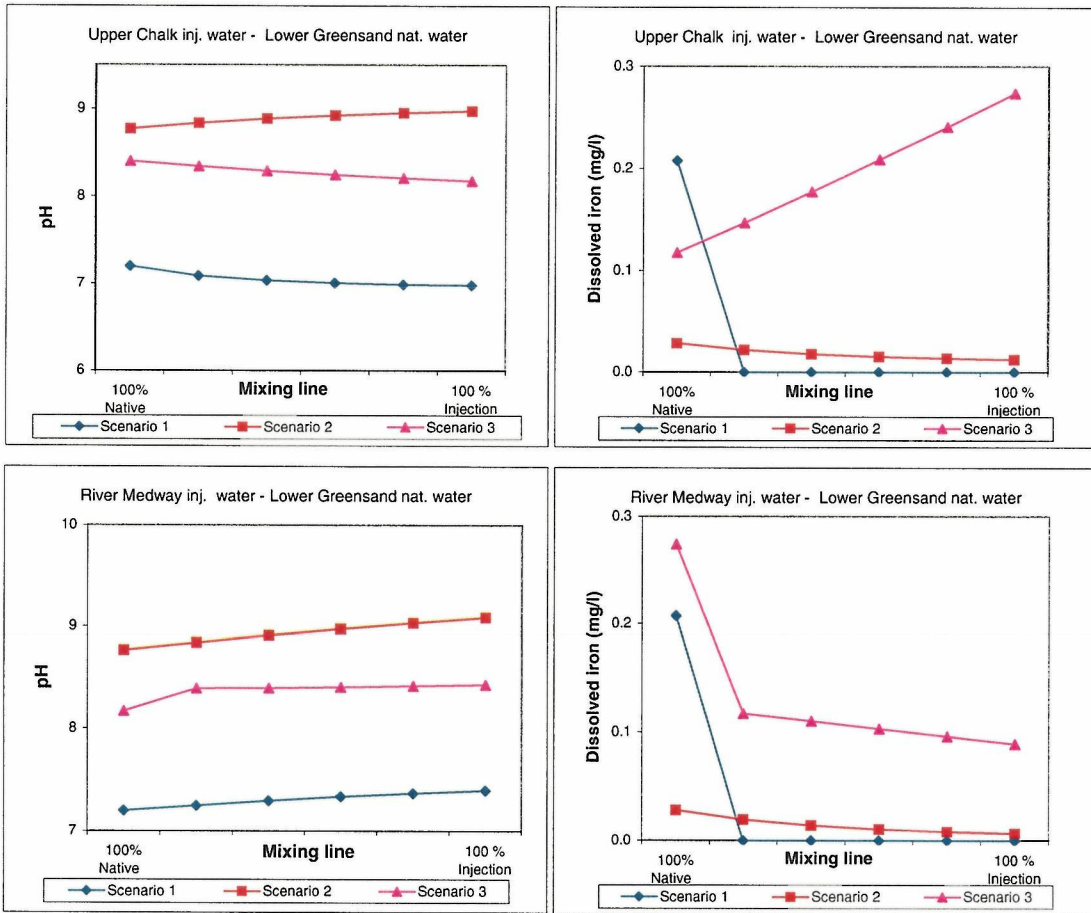 Upper Chalk inj. water - Lower Greensand nat. water
9
8
7
6
pH
100%
Native
Mixing line
100 %
Injection
Scenario 1
Scenario 2
Scenario 3
Upper Chalk inj. water - Lower Greensand nat. water
0.3
0.2
0.1
0.0
Dissolved iron (mg/l)
100%
Native
Mixing line
100 %
Injection
Scenario 1
Scenario 2
Scenario 3
River Medway inj. water - Lower Greensand nat. water
10
9
8
7
pH
100%
Native
Mixing line
100 %
Injection
Scenario 1
Scenario 2
Scenario 3
River Medway inj. water - Lower Greensand nat. water
0.3
0.2
0.1
0.0
Dissolved iron (mg/l)
100%
Native
Mixing line
100 %
Injection
Scenario 1
Scenario 2
Scenario 3